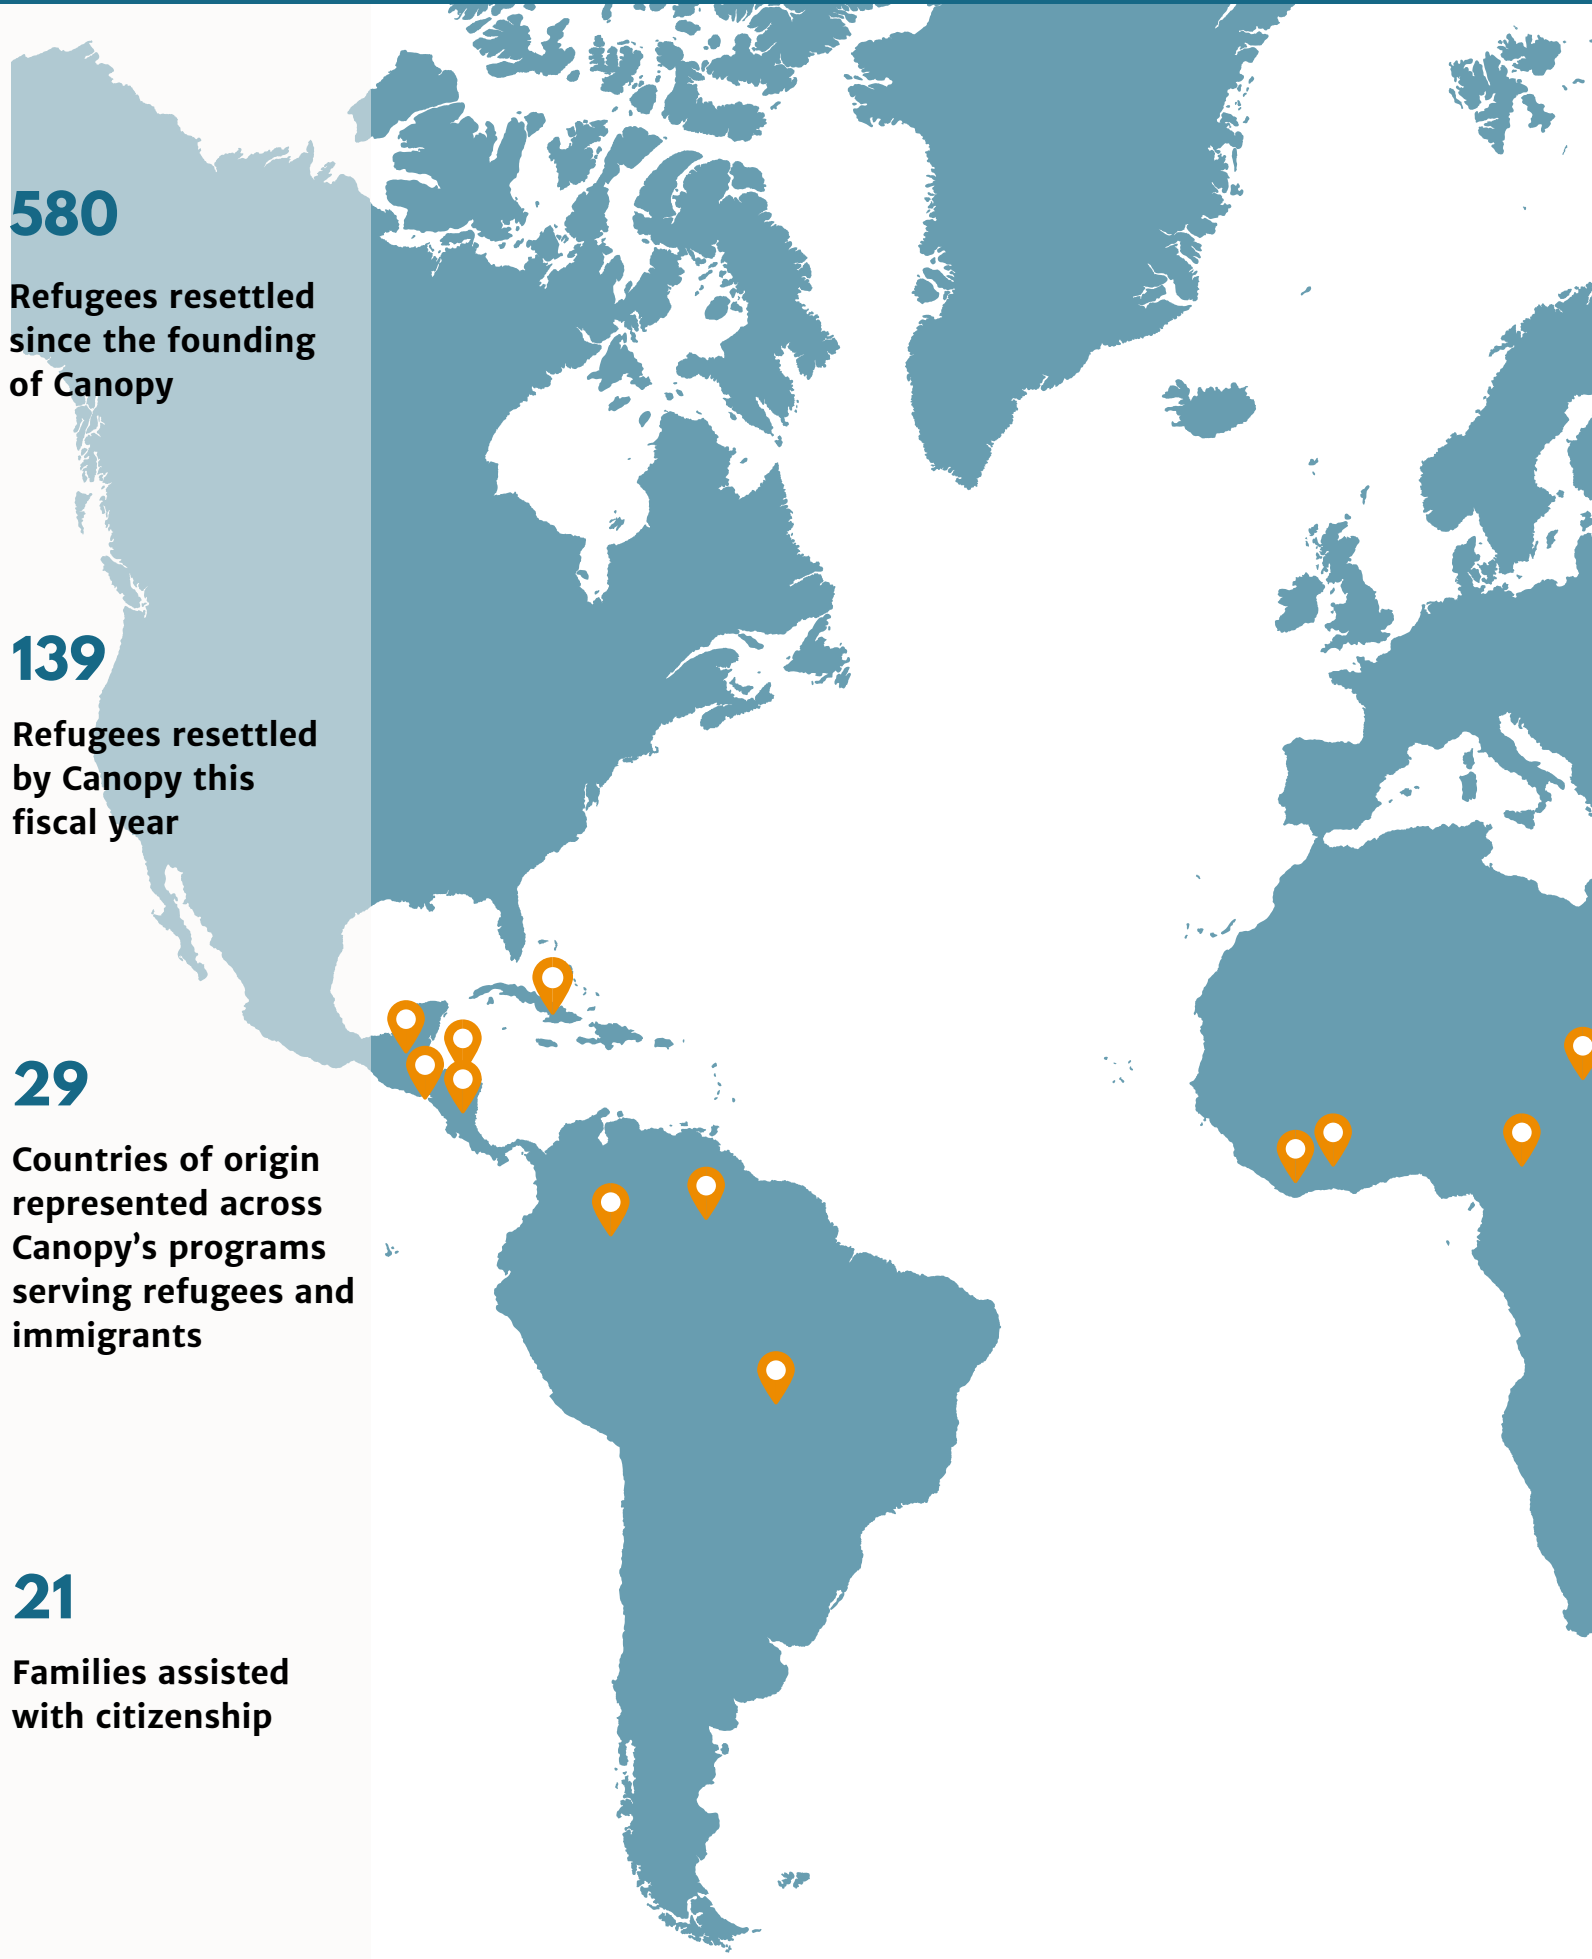 580
Refugees resettled
since the founding
of Canopy
139
Refugees resettled
by Canopy this
fiscal year
29
Countries of origin
represented across
Canopy’s programs
serving refugees and
immigrants
21
Families assisted
with citizenship